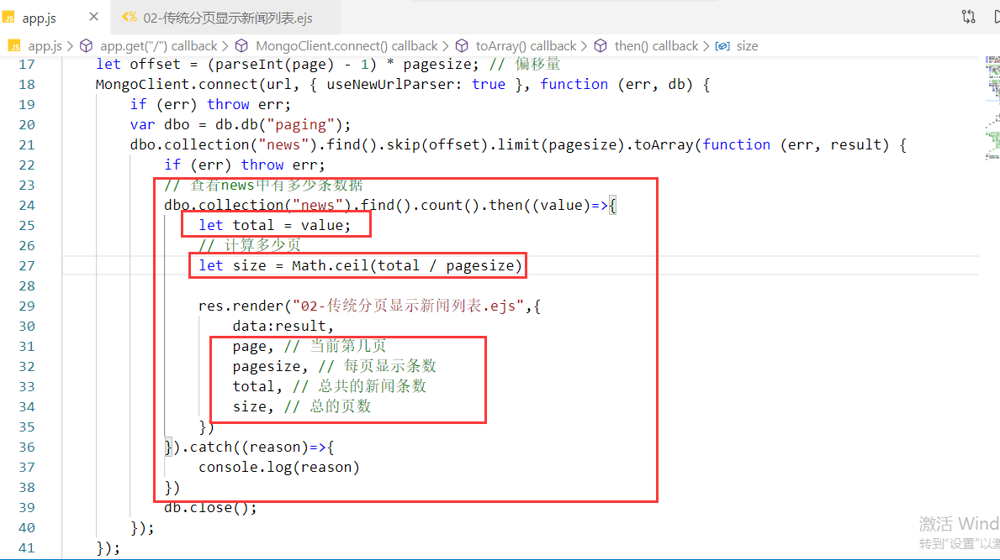 JS app.js × <% 02-传统分页显示新闻列表.ejs
JS app.js > app.get("/") callback > MongoClient.connect() callback > toArray() callback > then() callback > size
17 let offset = (parseInt(page) - 1) * pagesize; // 偏移量
18 MongoClient.connect(url, { useNewUrlParser: true }, function (err, db) {
19 if (err) throw err;
20 var dbo = db.db("paging");
21 dbo.collection("news").find().skip(offset).limit(pagesize).toArray(function (err, result) {
22 if (err) throw err;
23 // 查看news中有多少条数据
24 dbo.collection("news").find().count().then((value)=>{
25 let total = value;
26 // 计算多少页
27 let size = Math.ceil(total / pagesize)
28
29 res.render("02-传统分页显示新闻列表.ejs",{
30 data:result,
31 page, // 当前第几页
32 pagesize, // 每页显示条数
33 total, // 总共的新闻条数
34 size, // 总的页数
35 })
36 }).catch((reason)=>{
37 console.log(reason)
38 })
39 db.close();
40 });
41 });
激活 Wind
转到"设置"以激